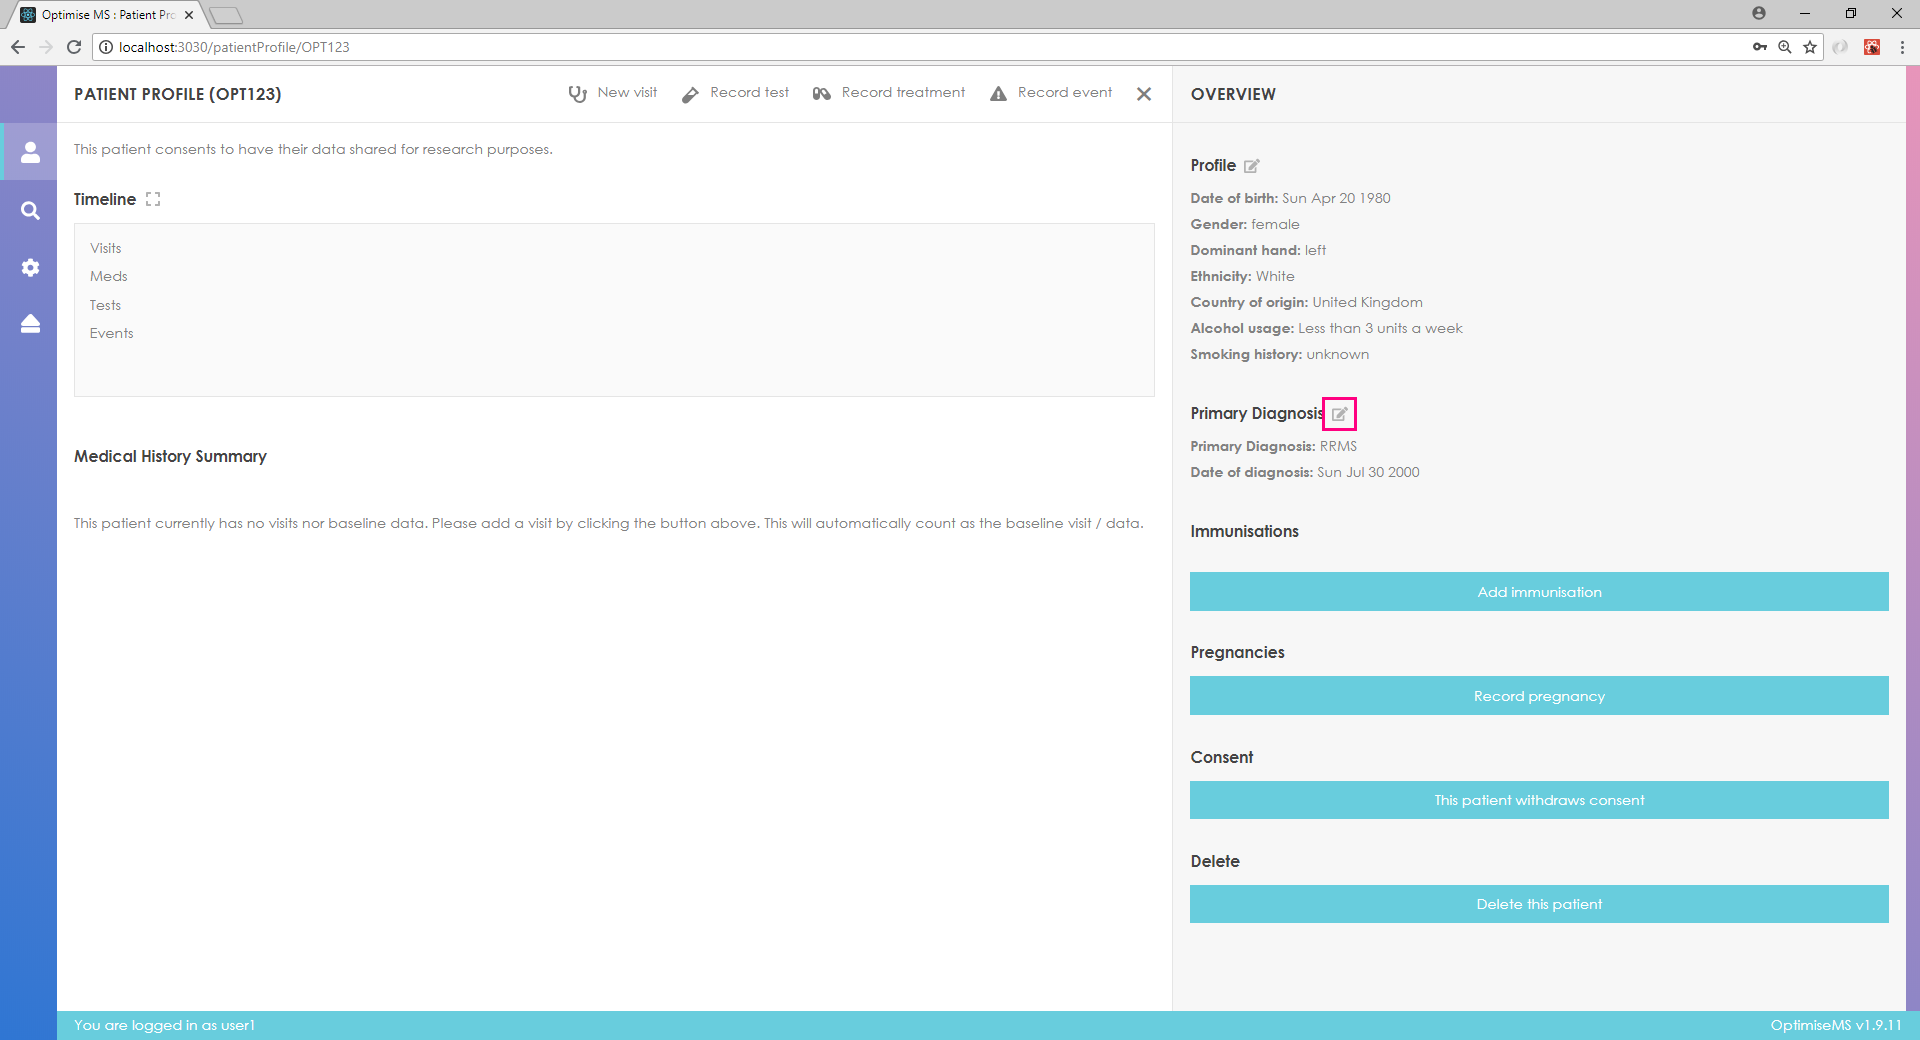 Optimise MS : Patient Pro
localhost:3030/patientProfile/OPT123
PATIENT PROFILE (OPT123)
New visit
Record test
Record treatment
Record event
OVERVIEW
This patient consents to have their data shared for research purposes.
Timeline
Visits
Meds
Tests
Events
Medical History Summary
This patient currently has no visits nor baseline data. Please add a visit by clicking the button above. This will automatically count as the baseline visit / data.
Profile
Date of birth: Sun Apr 20 1980
Gender: female
Dominant hand: left
Ethnicity: White
Country of origin: United Kingdom
Alcohol usage: Less than 3 units a week
Smoking history: unknown
Primary Diagnosis
Primary Diagnosis: RRMS
Date of diagnosis: Sun Jul 30 2000
Immunisations
Add immunisation
Pregnancies
Record pregnancy
Consent
This patient withdraws consent
Delete
Delete this patient
You are logged in as user1
OptimiseMS v1.9.11